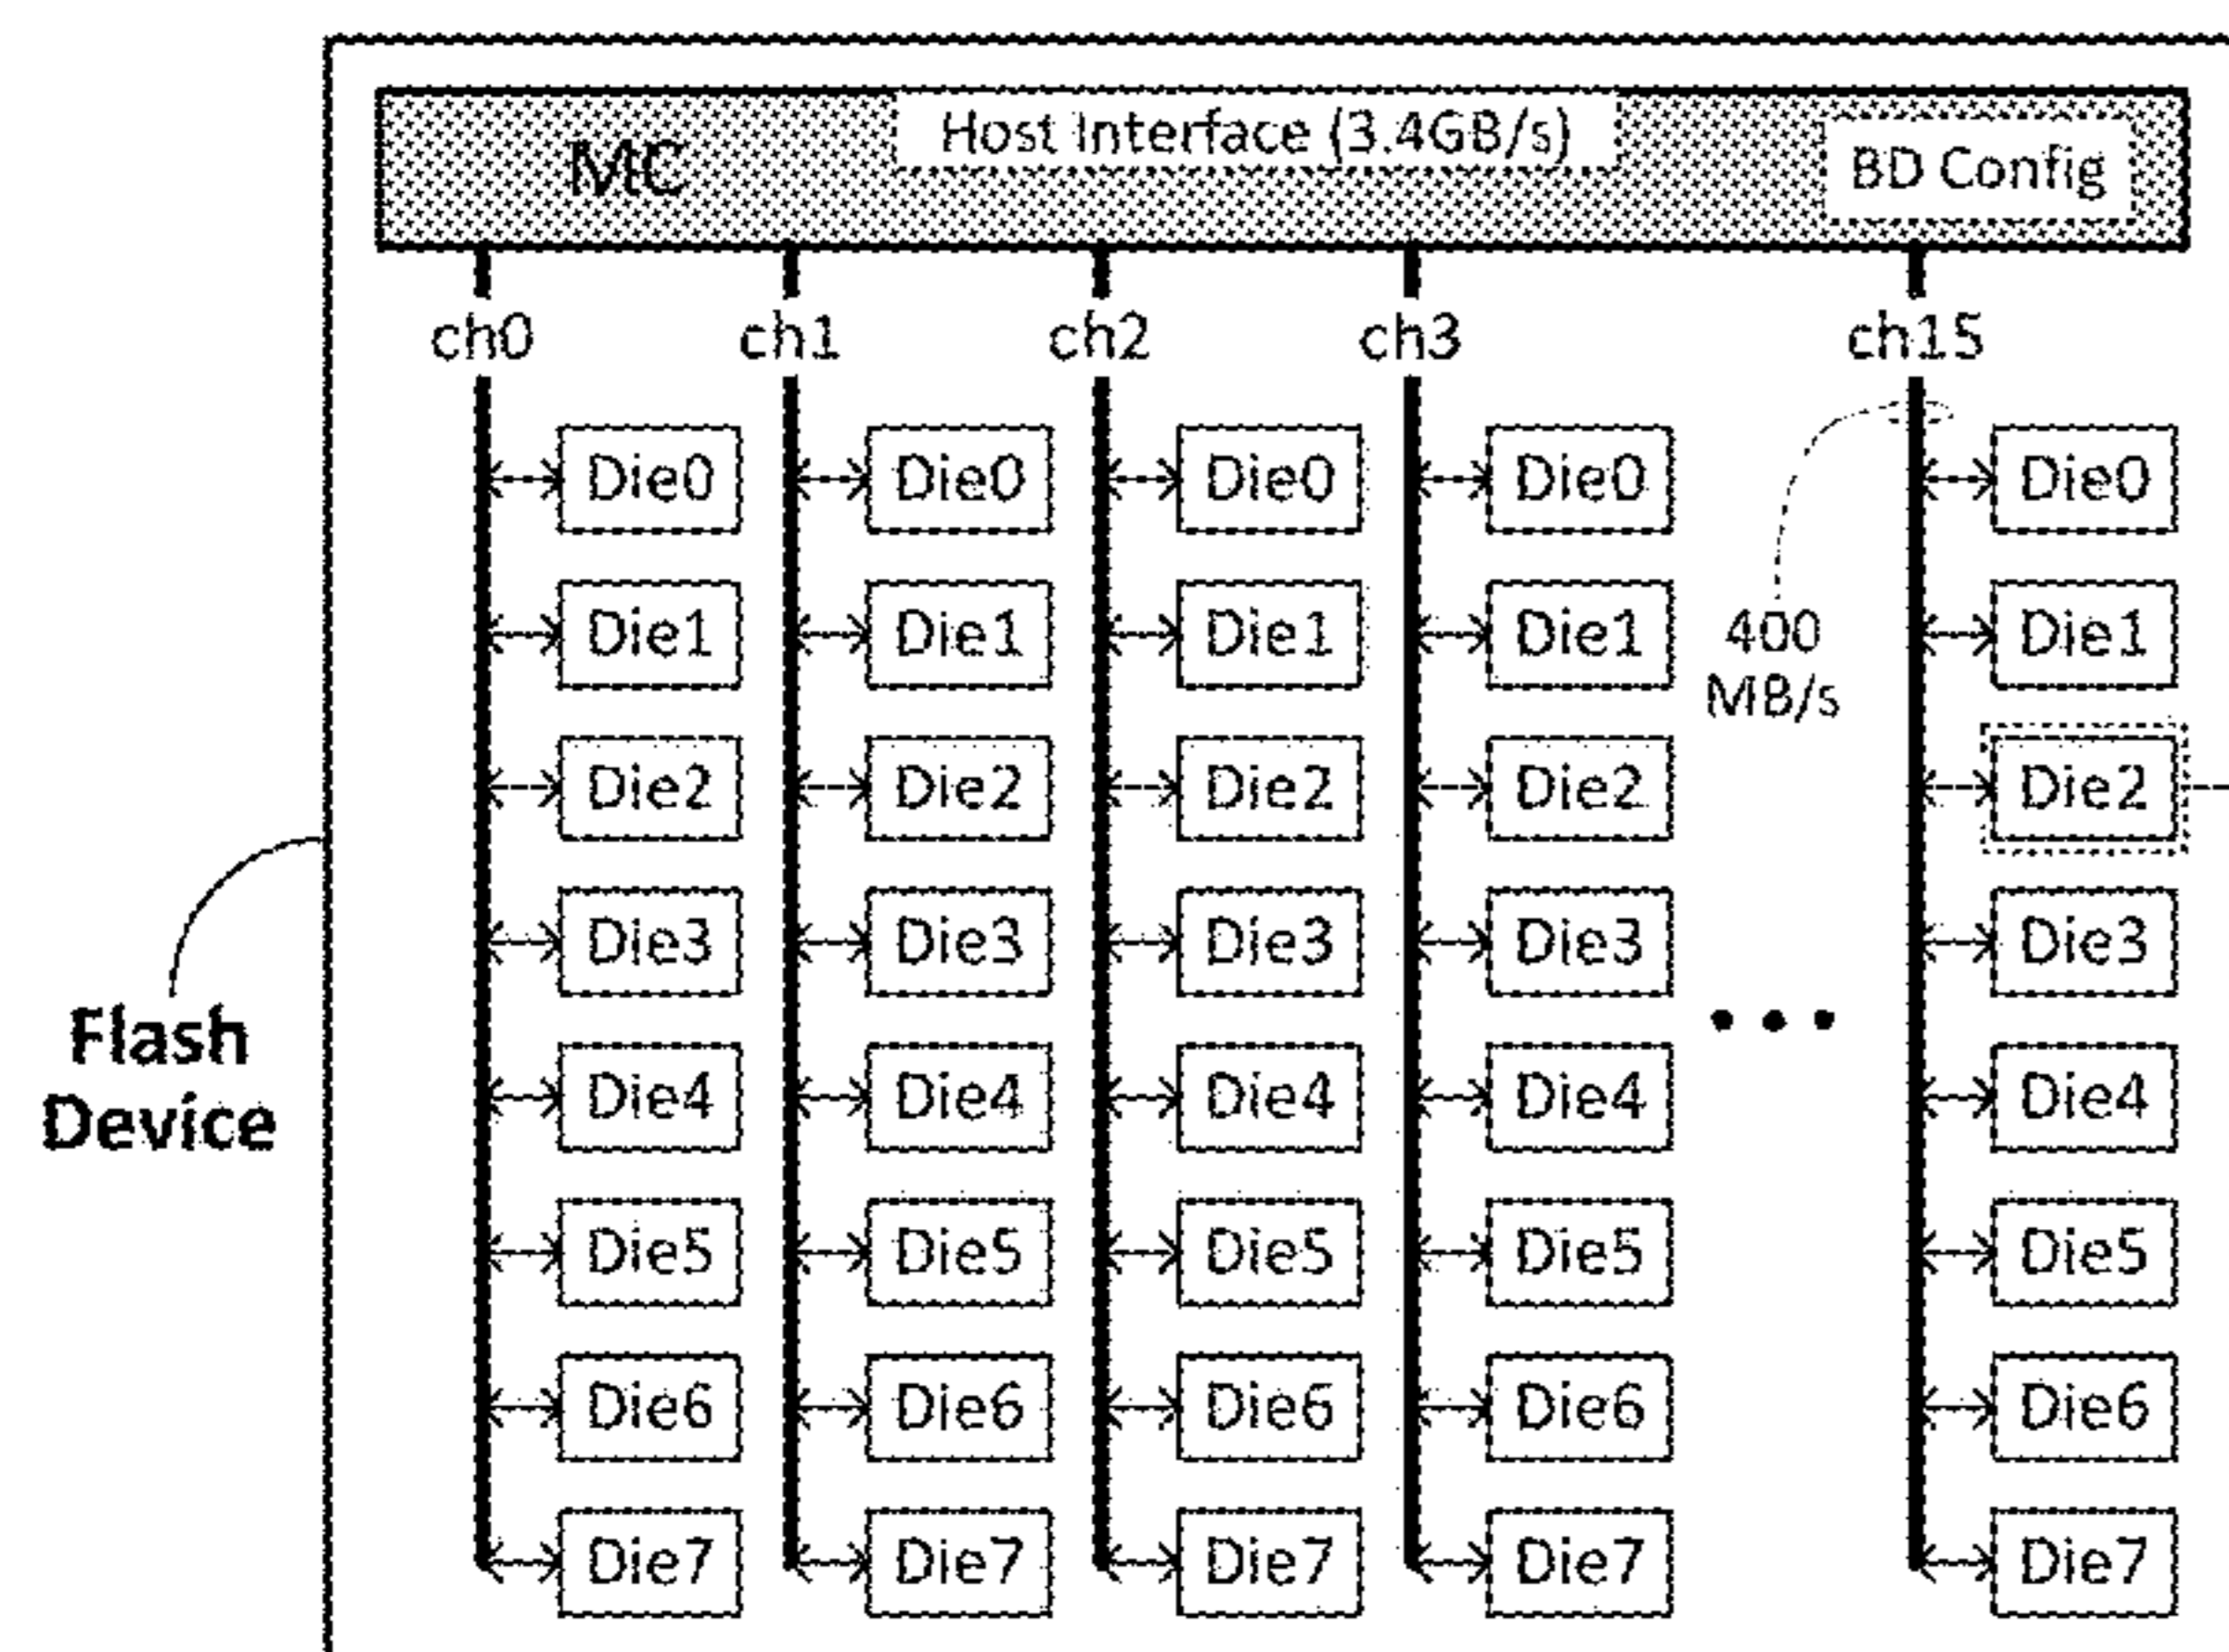 MC Host Interface (3.4GB/s) BD Config
ch0 ch1 ch2 ch3 ch15
Die0 Die0 Die0 Die0 Die0
Die1 Die1 Die1 Die1 400 Die1
MB/s
Die2 Die2 Die2 Die2 Die2
Die3 Die3 Die3 Die3 Die3
Flash
Die4 Die4 Die4 Die4 Die4
Device
Die5 Die5 Die5 Die5 Die5
Die6 Die6 Die6 Die6 Die6
Die7 Die7 Die7 Die7 Die7